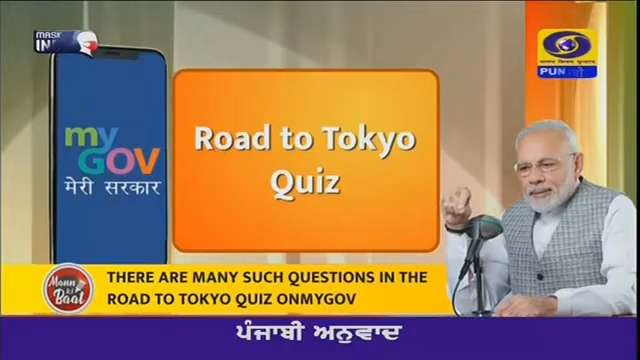 MASK
IN
PUN
my
GOV
मेरी सरकार
Road to Tokyo
Quiz
Mann
Ki
Baat
THERE ARE MANY SUCH QUESTIONS IN THE
ROAD TO TOKYO QUIZ ONMYGOV
ਪੰਜਾਬੀ ਅਨੁਵਾਦ